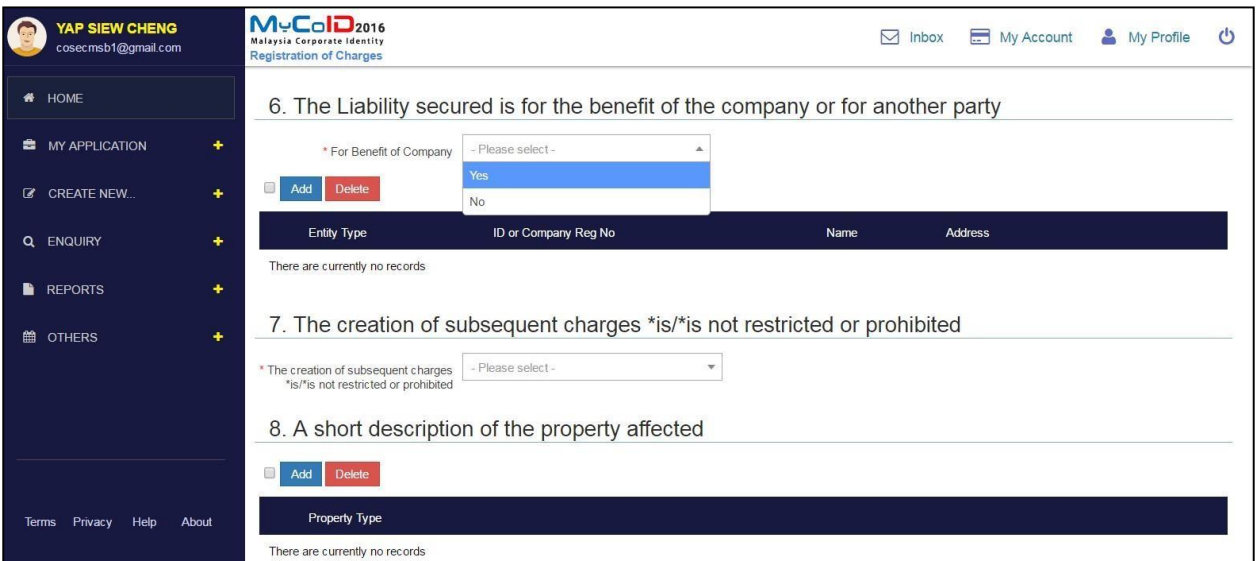 YAP SIEW CHENG
cosecmsb1@gmail.com
HOME
MY APPLICATION
CREATE NEW...
ENQUIRY
REPORTS
OTHERS
Terms Privacy Help About
MyCoID2016
Malaysia Corporate Identity
Registration of Charges
Inbox My Account My Profile
6. The Liability secured is for the benefit of the company or for another party
* For Benefit of Company - Please select -
Yes
No
Add Delete
Entity Type ID or Company Reg No Name Address
There are currently no records
7. The creation of subsequent charges *is/*is not restricted or prohibited
* The creation of subsequent charges - Please select -
*is/*is not restricted or prohibited
8. A short description of the property affected
Add Delete
Property Type
There are currently no records